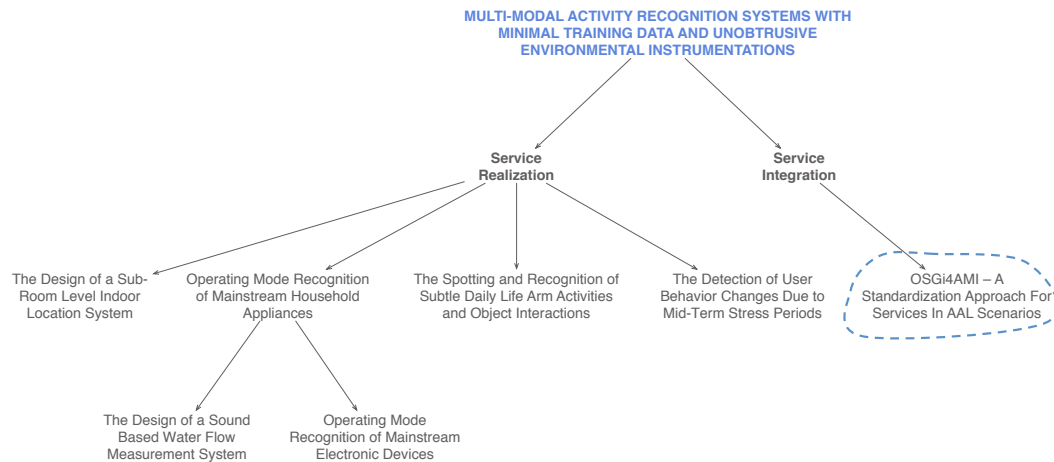 MULTI-MODAL ACTIVITY RECOGNITION SYSTEMS WITH
MINIMAL TRAINING DATA AND UNOBTRUSIVE
ENVIRONMENTAL INSTRUMENTATIONS
Service
Realization
Service
Integration
The Design of a Sub-
Room Level Indoor
Location System
Operating Mode Recognition
of Mainstream Household
Appliances
The Spotting and Recognition of
Subtle Daily Life Arm Activities
and Object Interactions
The Detection of User
Behavior Changes Due to
Mid-Term Stress Periods
OSGi4AMI – A
Standardization Approach For
Services In AAL Scenarios
The Design of a Sound
Based Water Flow
Measurement System
Operating Mode
Recognition of Mainstream
Electronic Devices